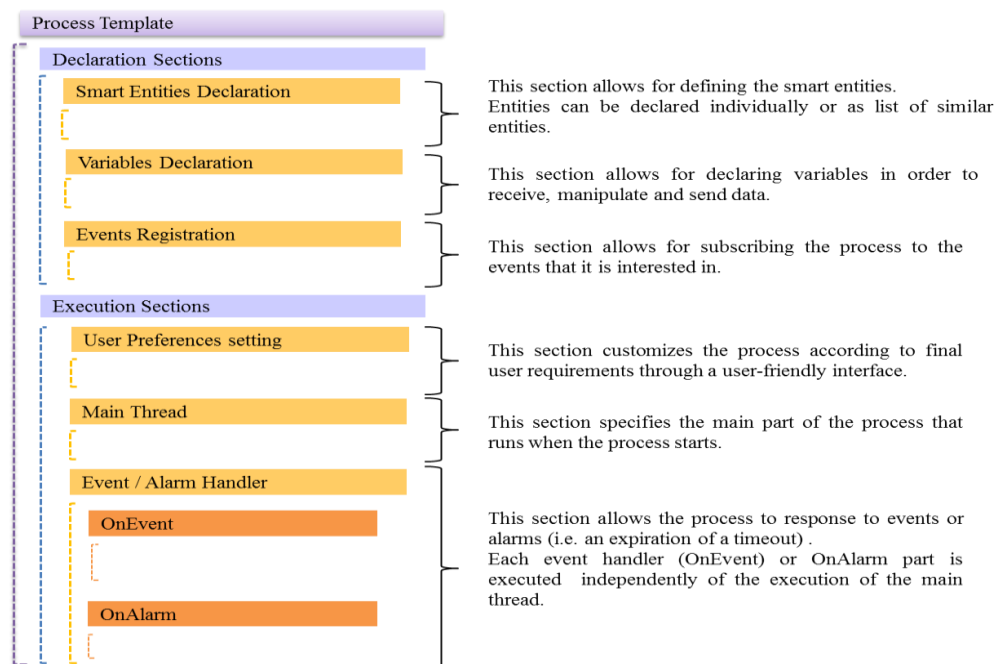 Process Template
Declaration Sections
Smart Entities Declaration
This section allows for defining the smart entities.
Entities can be declared individually or as list of similar
entities.
Variables Declaration
This section allows for declaring variables in order to
receive, manipulate and send data.
Events Registration
This section allows for subscribing the process to the
events that it is interested in.
Execution Sections
User Preferences setting
This section customizes the process according to final
user requirements through a user-friendly interface.
Main Thread
This section specifies the main part of the process that
runs when the process starts.
Event / Alarm Handler
OnEvent
OnAlarm
This section allows the process to response to events or
alarms (i.e. an expiration of a timeout) .
Each event handler (OnEvent) or OnAlarm part is
executed independently of the execution of the main
thread.